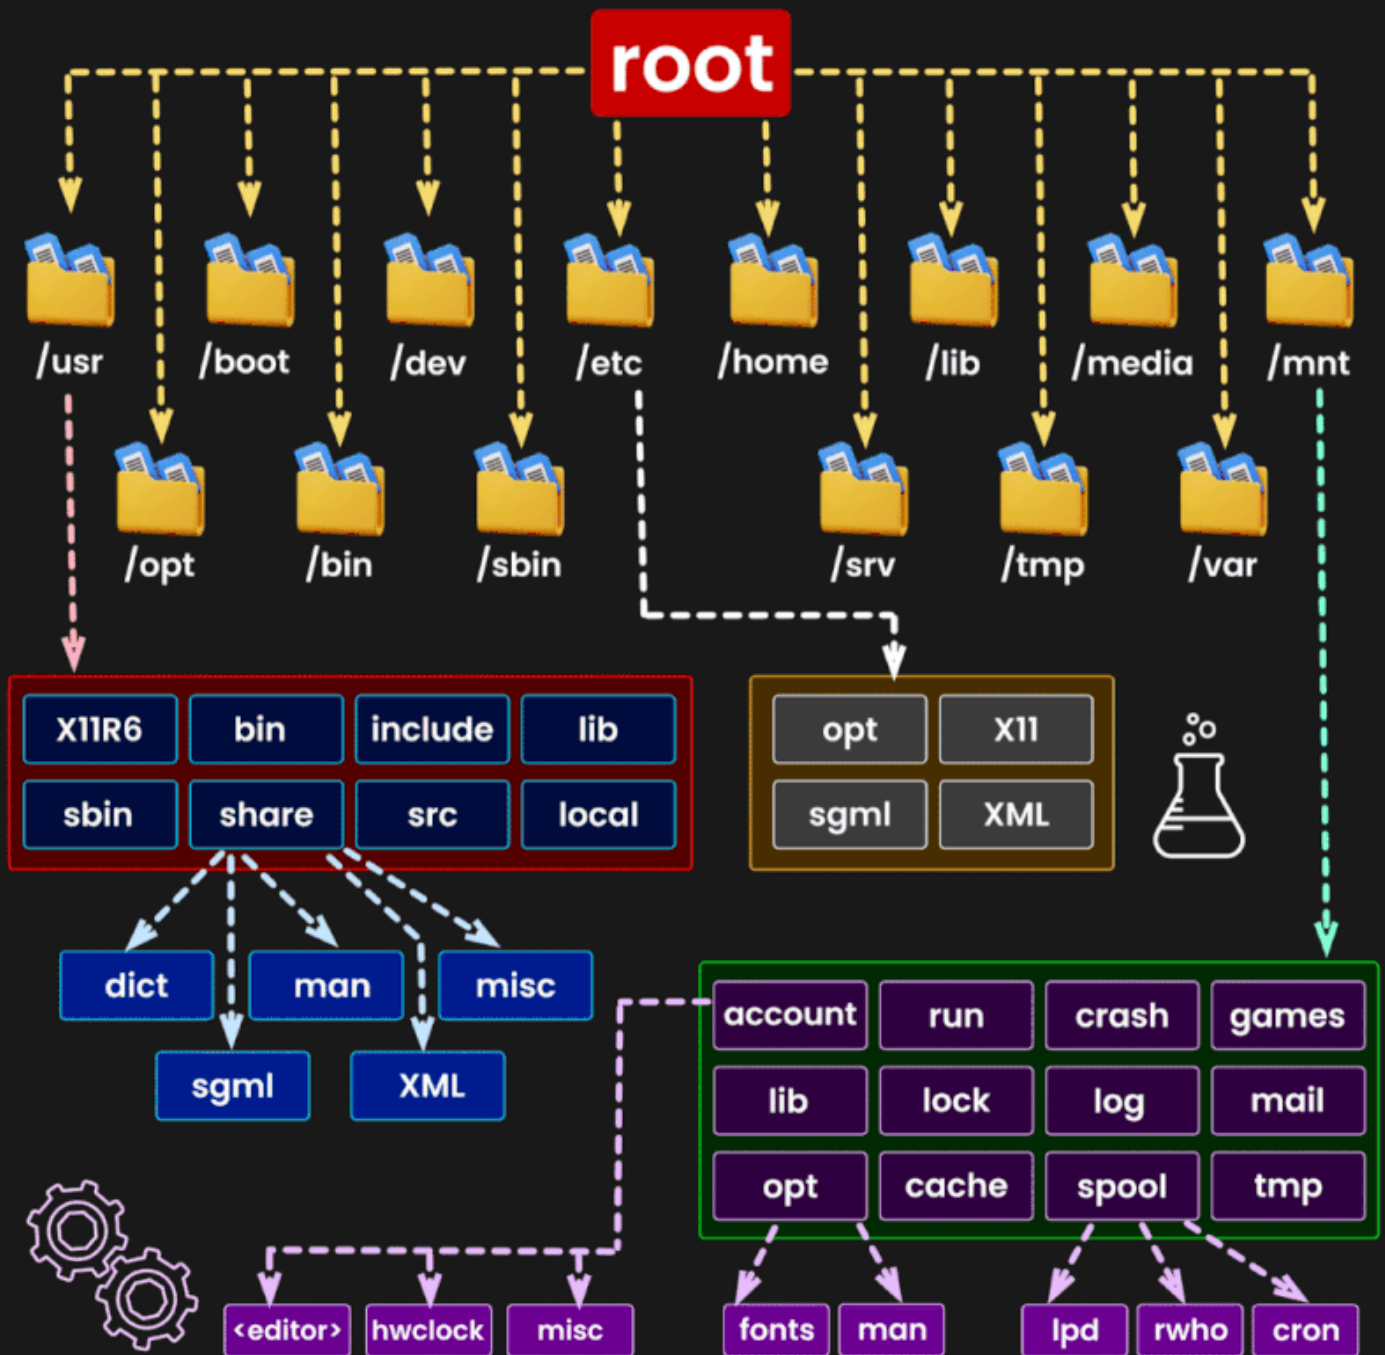 root
/usr
/boot
/dev
/etc
/home
/lib
/media
/mnt
/opt
/bin
/sbin
/srv
/tmp
/var
X11R6
bin
include
lib
sbin
share
src
local
opt
X11
sgml
XML
dict
man
misc
sgml
XML
account
run
crash
games
lib
lock
log
mail
opt
cache
spool
tmp
<editor>
hwclock
misc
fonts
man
lpd
rwho
cron